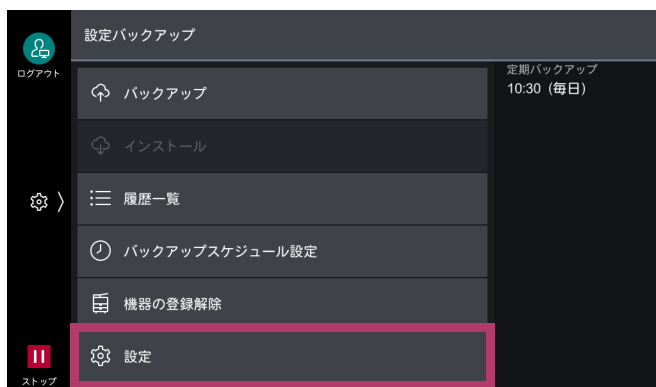 設定バックアップ
ログアウト
定期バックアップ
10:30 (毎日)
バックアップ
インストール
履歴一覧
バックアップスケジュール設定
機器の登録解除
設定
ストップ